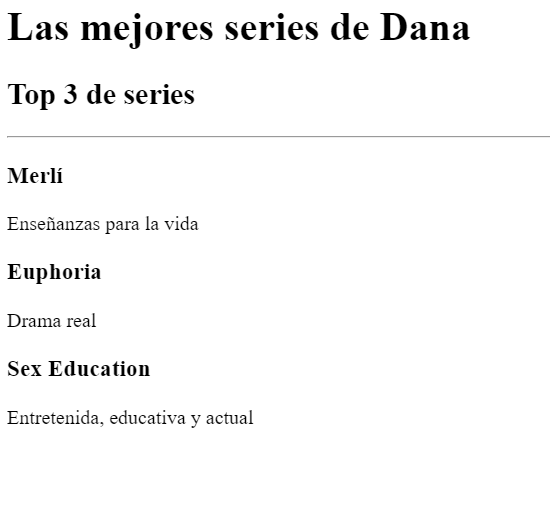 Las mejores series de Dana
Top 3 de series
Merlí
Enseñanzas para la vida
Euphoria
Drama real
Sex Education
Entretenida, educativa y actual